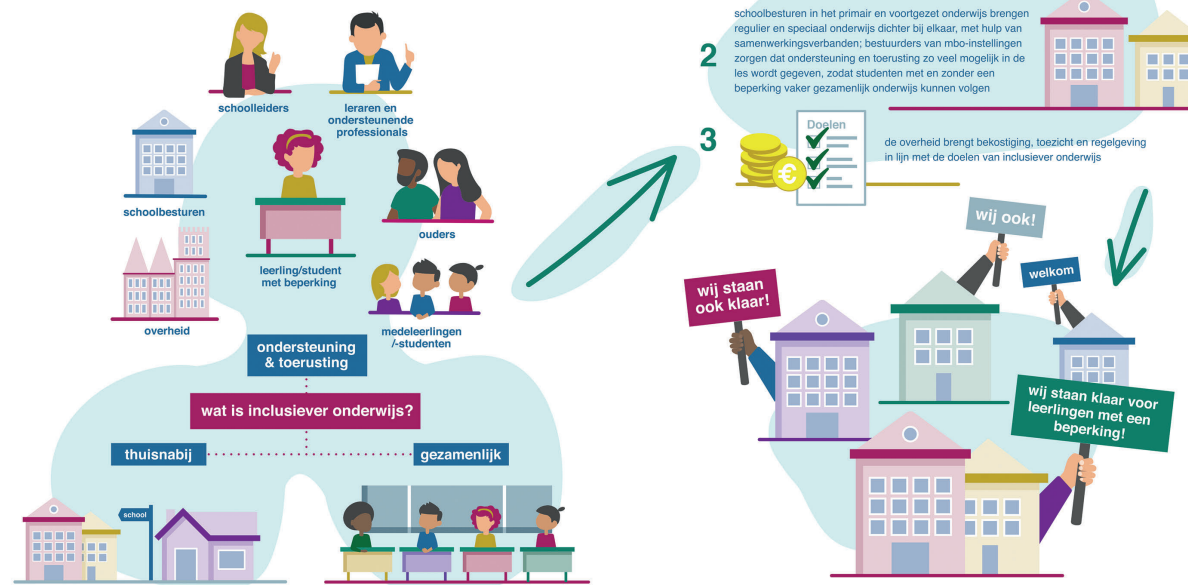 schoolleiders
leraren en
ondersteunende
professionals
schoolbesturen
ouders
leerling/student
met beperking
overheid
medeleerlingen
/-studenten
ondersteuning
& toerusting
wat is inclusiever onderwijs?
thuisnabij
gezamenlijk
school
2
schoolbesturen in het primair en voortgezet onderwijs brengen
regulier en speciaal onderwijs dichter bij elkaar, met hulp van
samenwerkingsverbanden; bestuurders van mbo-instellingen
zorgen dat ondersteuning en toerusting zo veel mogelijk in de
les wordt gegeven, zodat studenten met en zonder een
beperking vaker gezamenlijk onderwijs kunnen volgen
3
Doelen
€
de overheid brengt bekostiging, toezicht en regelgeving
in lijn met de doelen van inclusiever onderwijs
wij ook!
welkom
wij staan
ook klaar!
wij staan klaar voor
leerlingen met een
beperking!